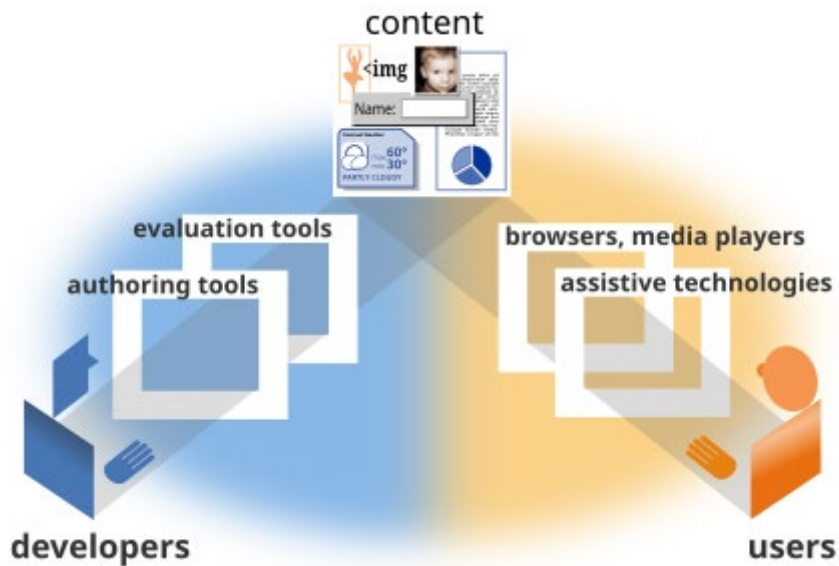 content
<img
Name:
60°
30°
PARTLY CLOUDY
evaluation tools
browsers, media players
authoring tools
assistive technologies
developers
users